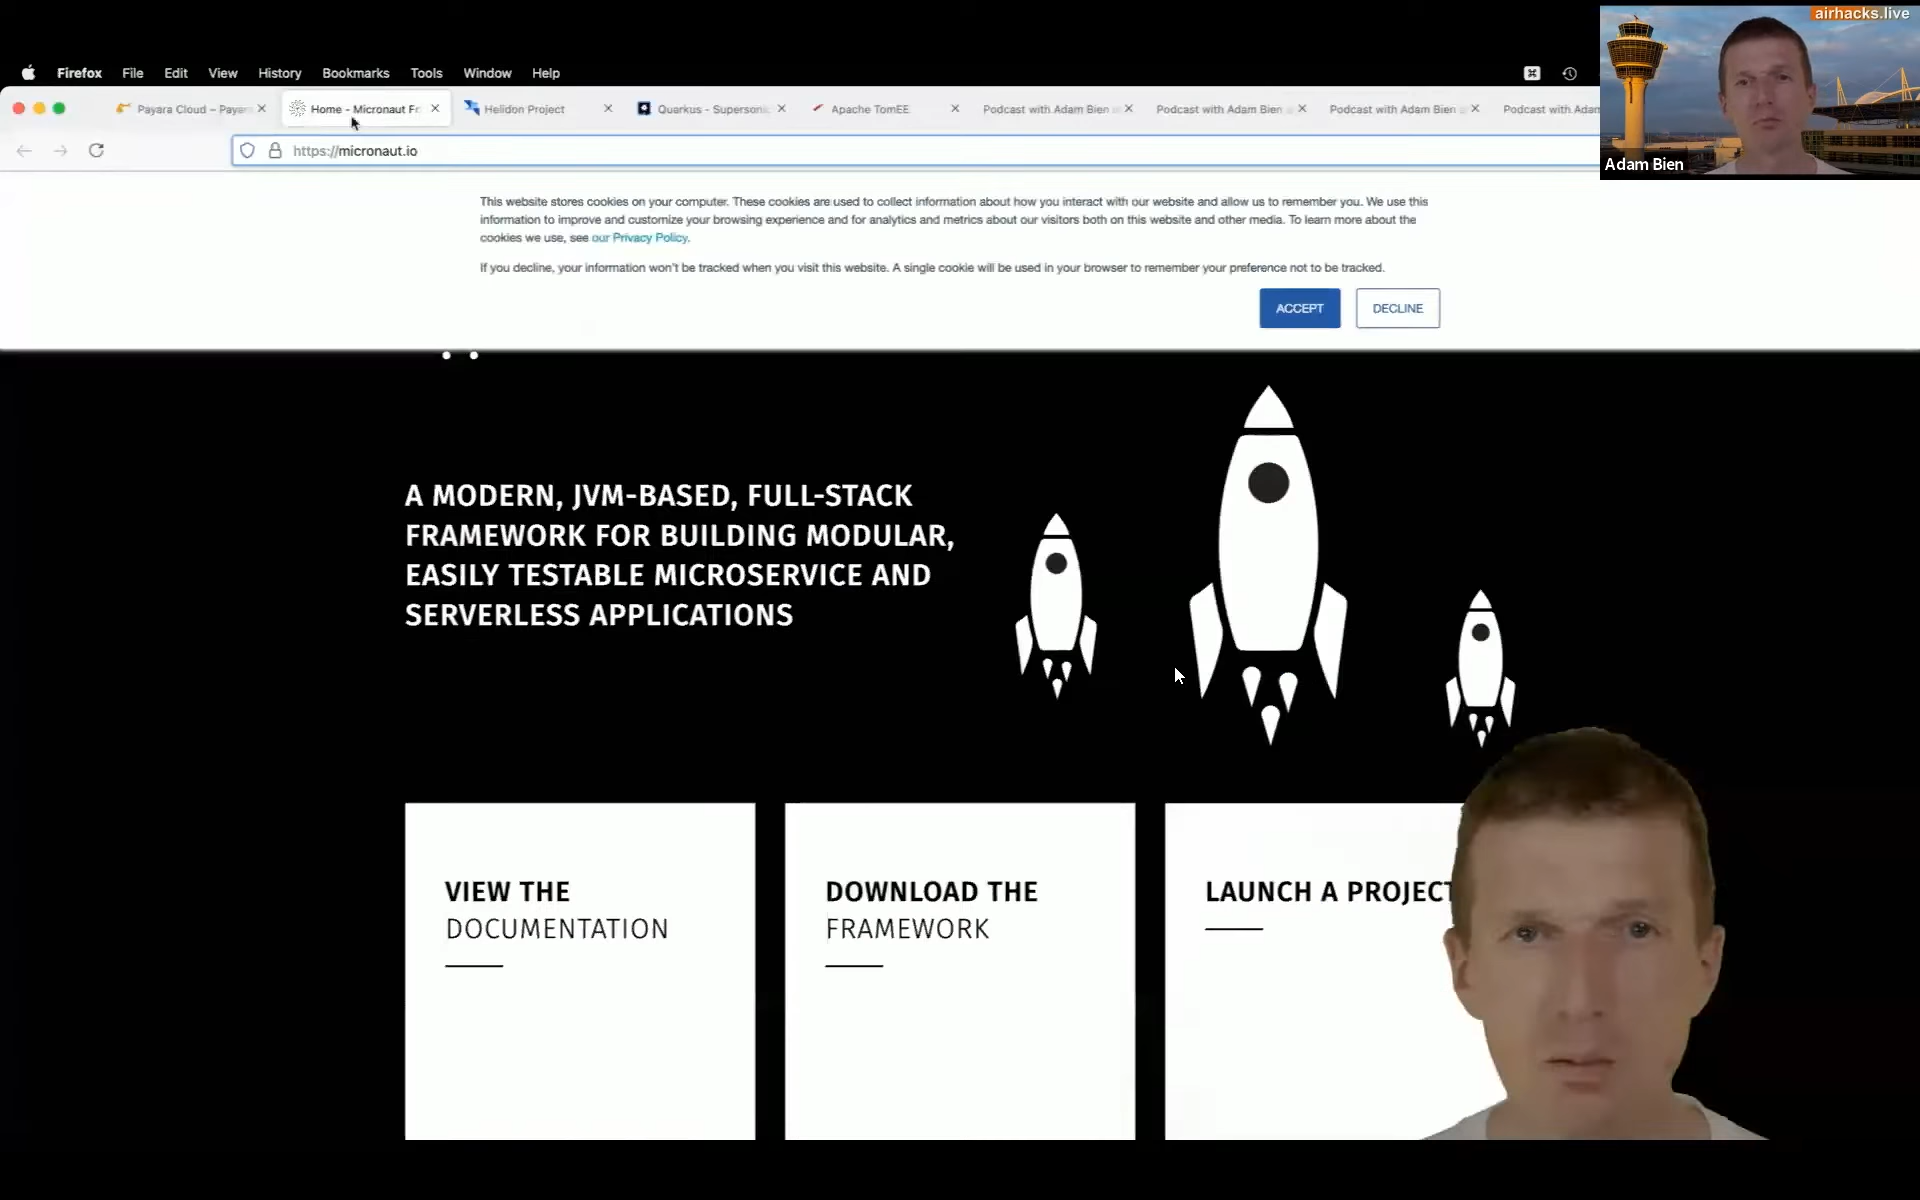 airhacks.live
Adam Bien
Firefox File Edit View History Bookmarks Tools Window Help
Payara Cloud – Payar
Home - Micronaut Fr
Helidon Project
Quarkus - Supersonic
Apache TomEE
Podcast with Adam Bien
Podcast with Adam Bien
Podcast with Adam Bien
Podcast with Adam
https://micronaut.io
This website stores cookies on your computer. These cookies are used to collect information about how you interact with our website and allow us to remember you. We use this
information to improve and customize your browsing experience and for analytics and metrics about our visitors both on this website and other media. To learn more about the
cookies we use, see our Privacy Policy.
If you decline, your information won't be tracked when you visit this website. A single cookie will be used in your browser to remember your preference not to be tracked.
ACCEPT DECLINE
A MODERN, JVM-BASED, FULL-STACK
FRAMEWORK FOR BUILDING MODULAR,
EASILY TESTABLE MICROSERVICE AND
SERVERLESS APPLICATIONS
VIEW THE
DOCUMENTATION
DOWNLOAD THE
FRAMEWORK
LAUNCH A PROJECT